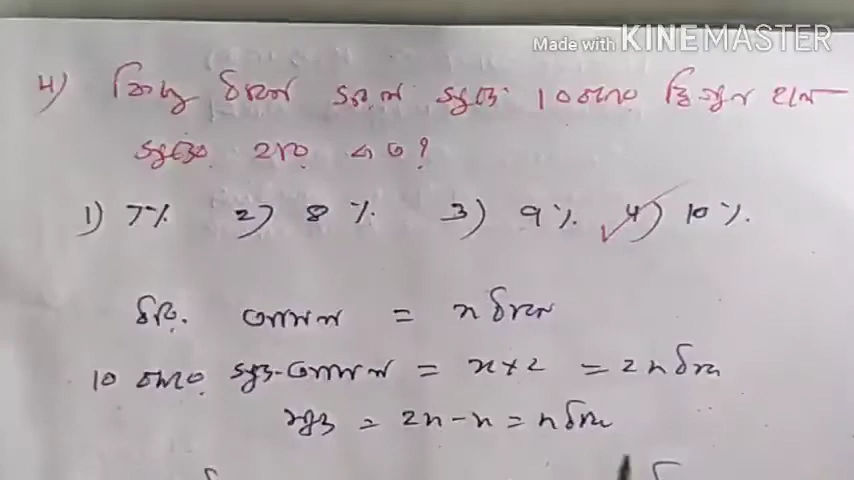 Made with KINEMASTER
4) কিছু টাকার সরল সুদে 10 বছরে দ্বিগুন হলে
সুদের হার কত?
1) 7% 2) 8% 3) 9% 4) 10%.
ধরি. আসল = x টাকা
10 বছরে সুদ-আসল = x × 2 = 2x টাকা
সুদ = 2x - x = x টাকা